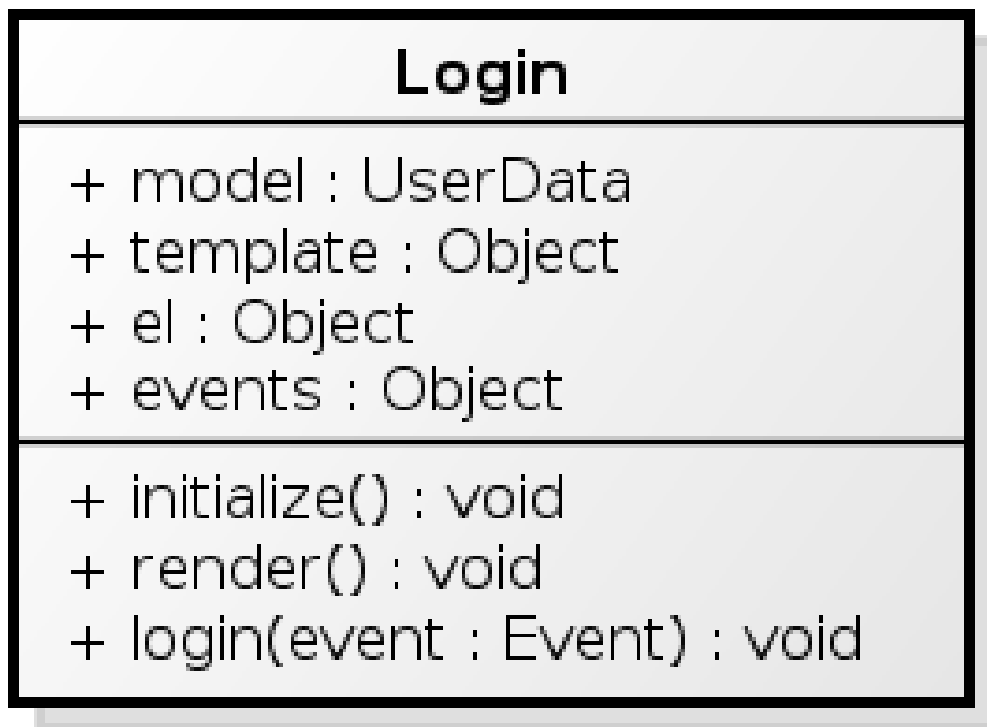 Login
+ model : UserData
+ template : Object
+ el : Object
+ events : Object
+ initialize() : void
+ render() : void
+ login(event : Event) : void